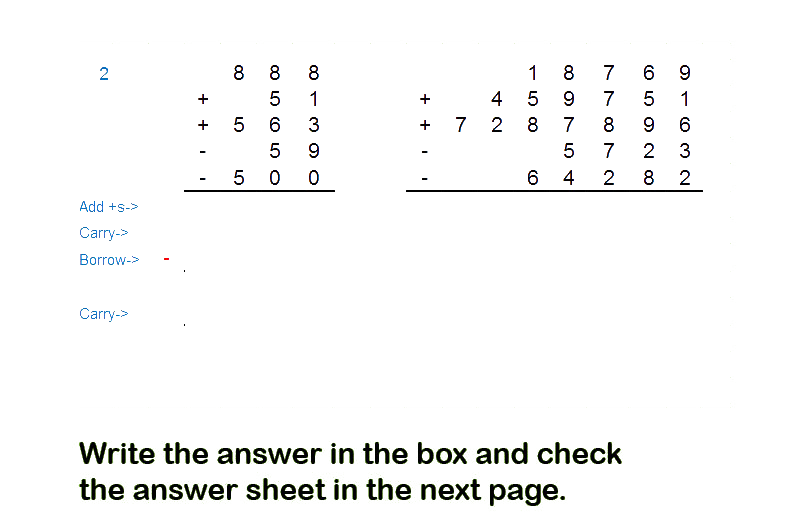 2 8 8 8 1 8 7 6 9
+ 5 1 + 4 5 9 7 5 1
+ 5 6 3 + 7 2 8 7 8 9 6
- 5 9 - 5 7 2 3
- 5 0 0 - 6 4 2 8 2
Add +s->
Carry->
Borrow-> -
Carry->
Write the answer in the box and check
the answer sheet in the next page.